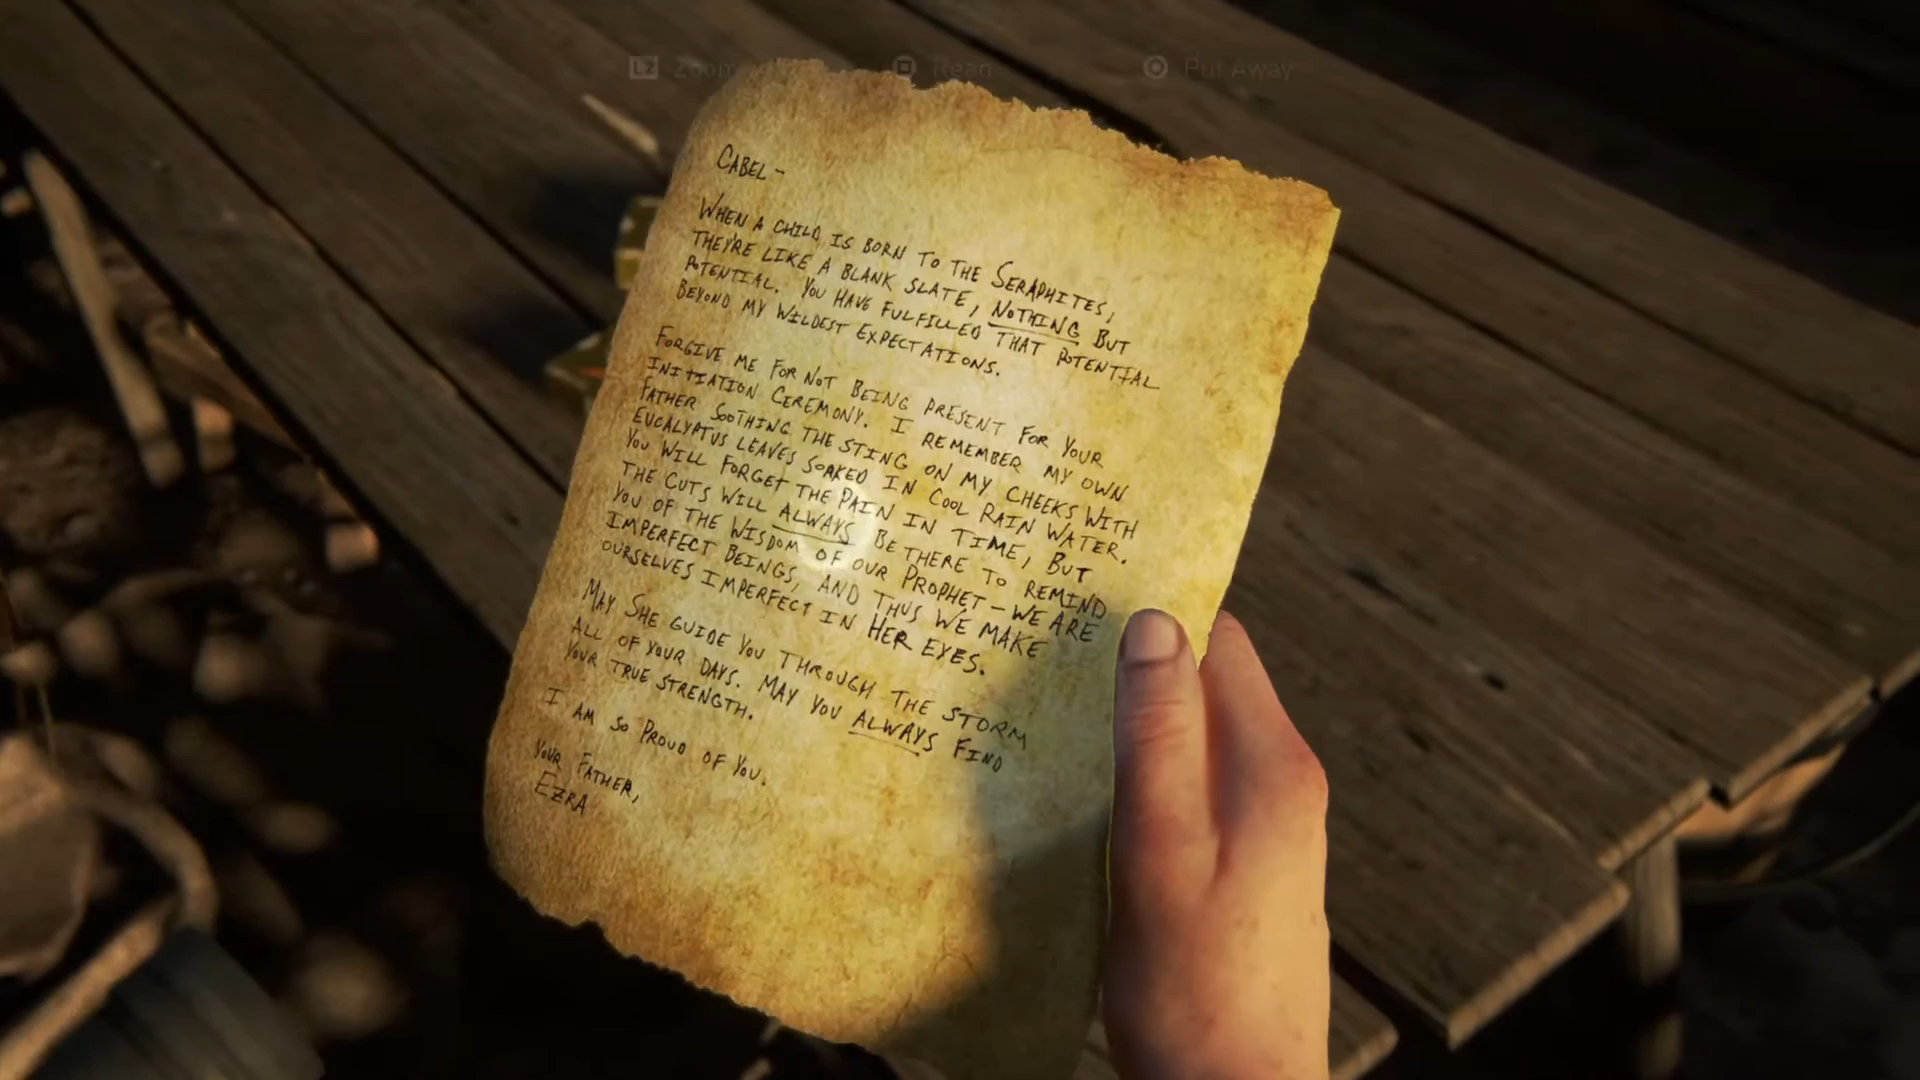 L2 Zoom Read Put Away
CABEL -
WHEN A CHILD IS BORN TO THE SERAPHITES,
THEY'RE LIKE A BLANK SLATE, NOTHING BUT
POTENTIAL. YOU HAVE FULFILLED THAT POTENTIAL
BEYOND MY WILDEST EXPECTATIONS.
FORGIVE ME FOR NOT BEING PRESENT FOR YOUR
INITIATION CEREMONY. I REMEMBER MY OWN
FATHER SOOTHING THE STING ON MY CHEEKS WITH
EUCALYPTUS LEAVES SOAKED IN COOL RAIN WATER.
YOU WILL FORGET THE PAIN IN TIME, BUT
THE CUTS WILL ALWAYS BE THERE TO REMIND
YOU OF THE WISDOM OF OUR PROPHET - WE ARE
IMPERFECT BEINGS, AND THUS WE MAKE
OURSELVES IMPERFECT IN HER EYES.
MAY SHE GUIDE YOU THROUGH THE STORM
ALL OF YOUR DAYS. MAY YOU ALWAYS FIND
YOUR TRUE STRENGTH.
I AM SO PROUD OF YOU.
YOUR FATHER,
EZRA